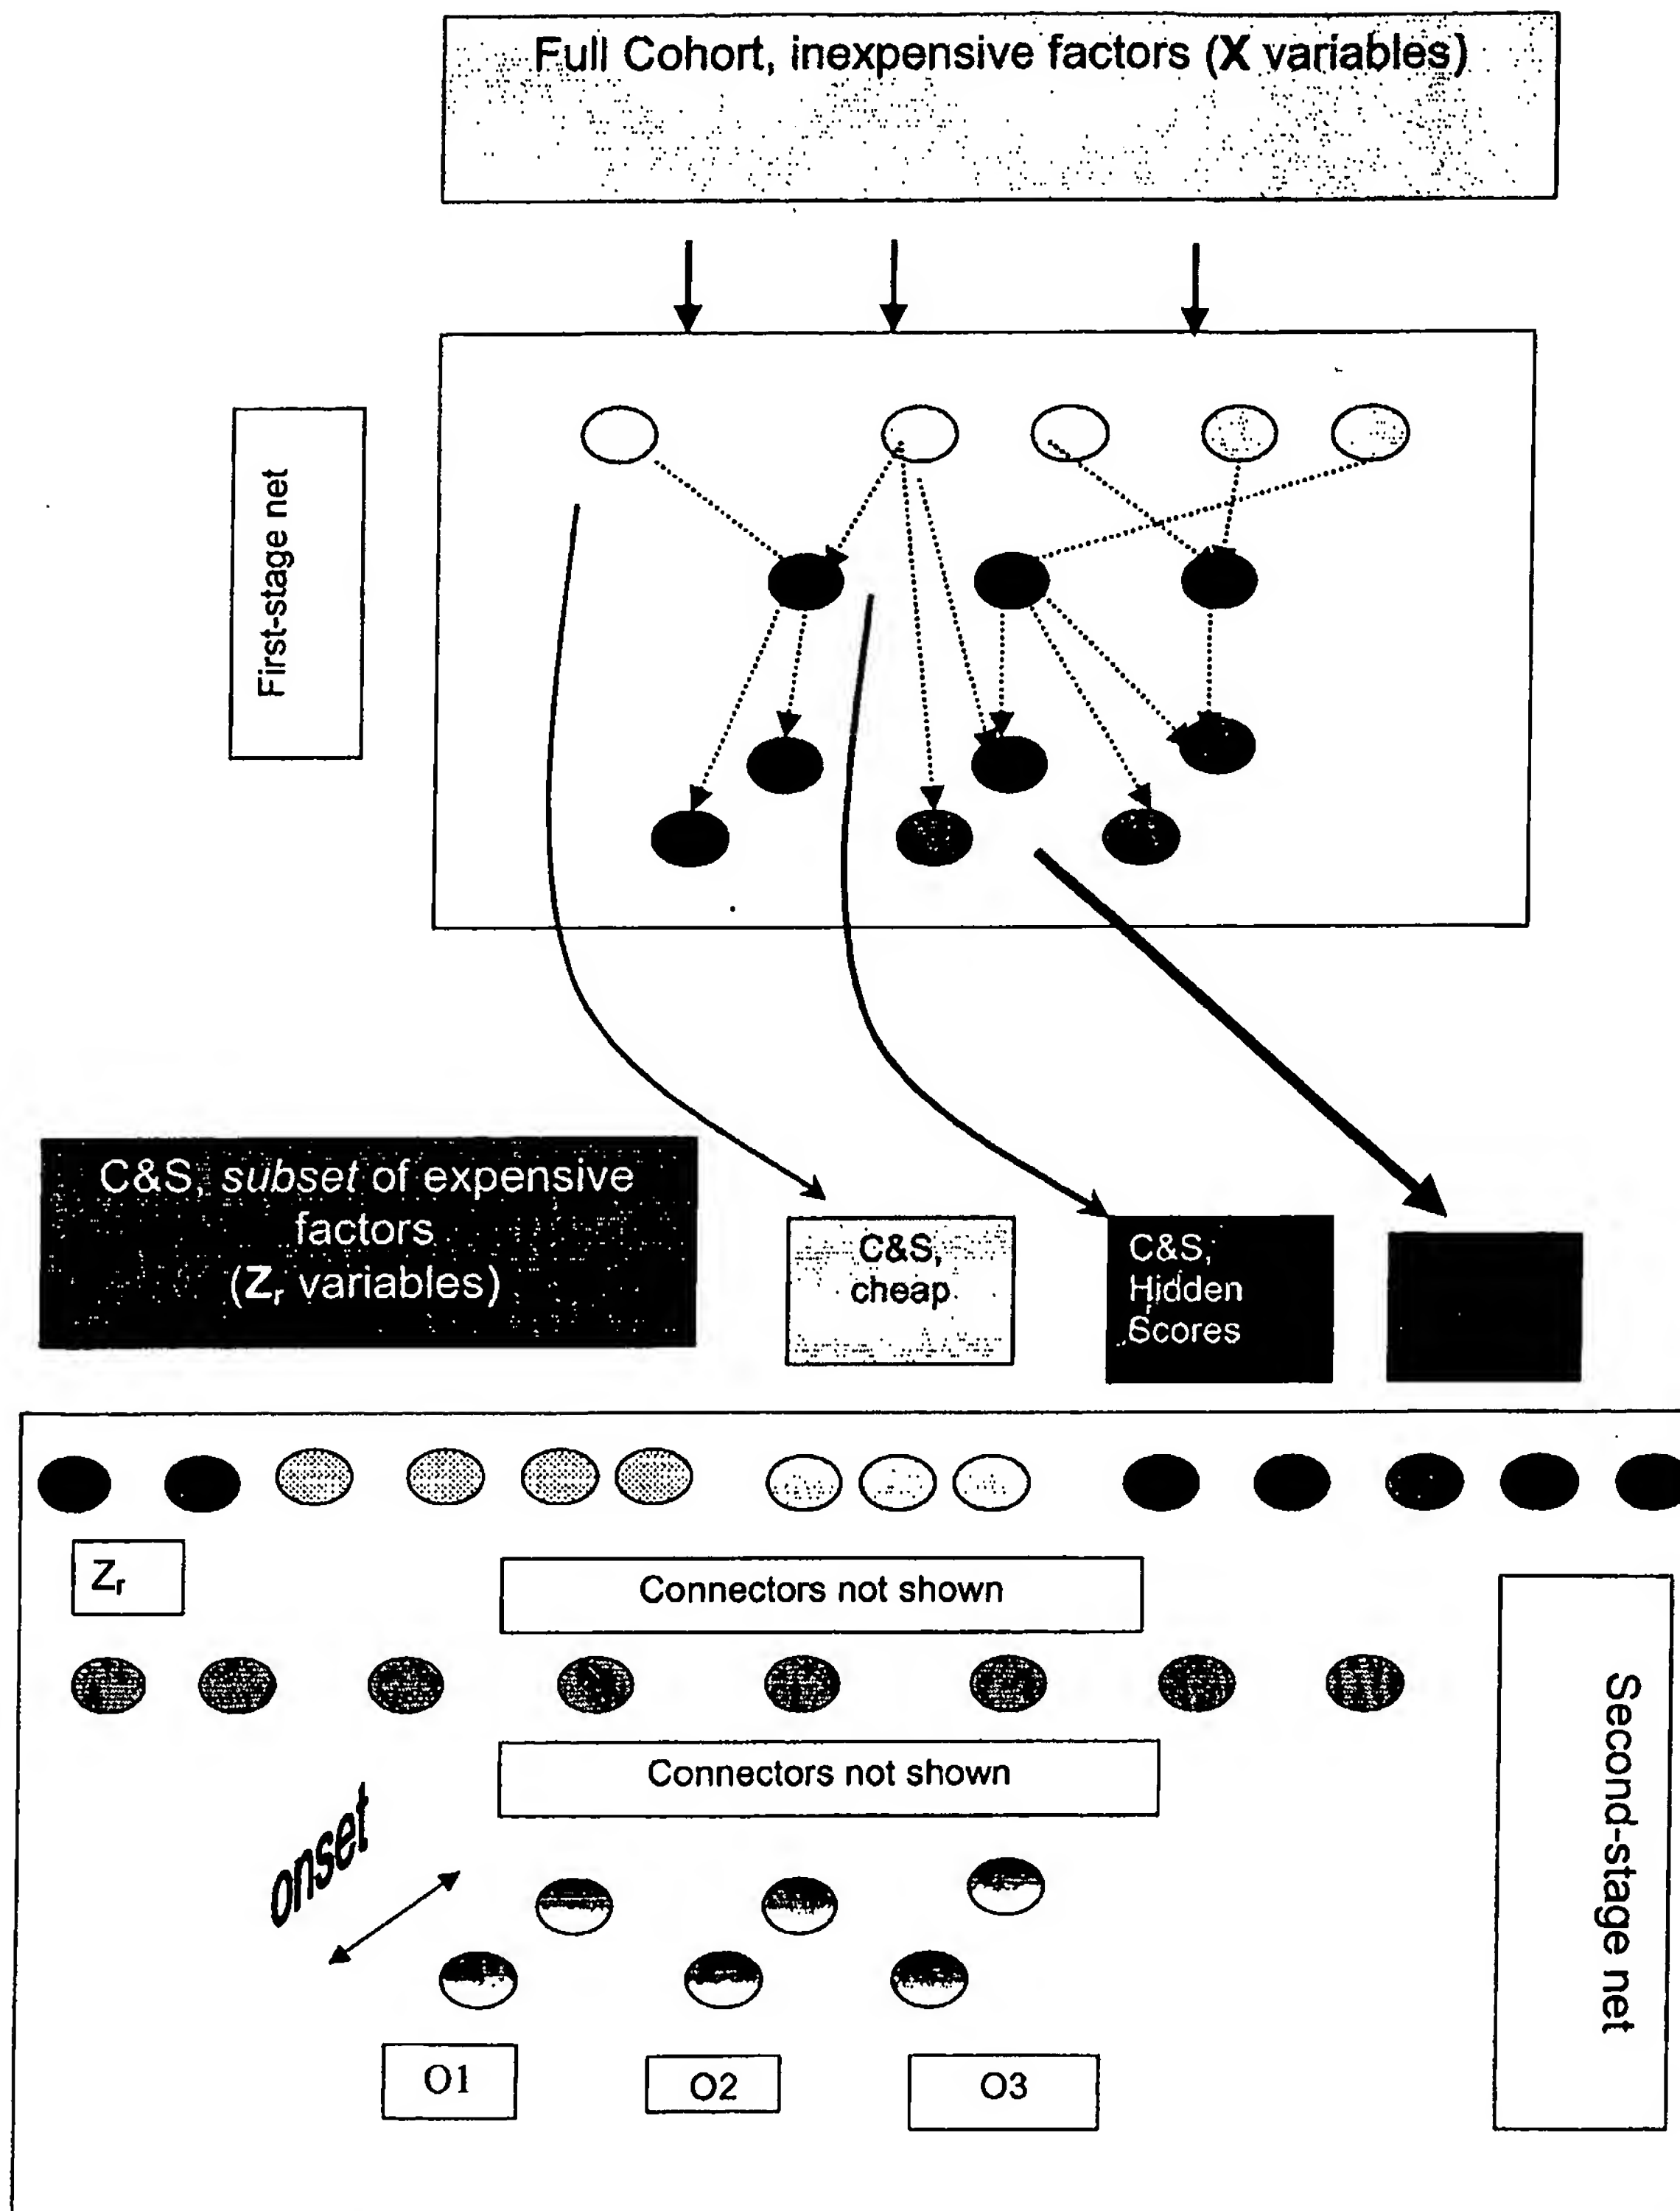 Full Cohort, inexpensive factors (X variables)
First-stage net
C&S, subset of expensive
factors
(Zr variables)
C&S,
cheap
C&S,
Hidden
Scores
Zr
Connectors not shown
Connectors not shown
onset
Second-stage net
O1
O2
O3